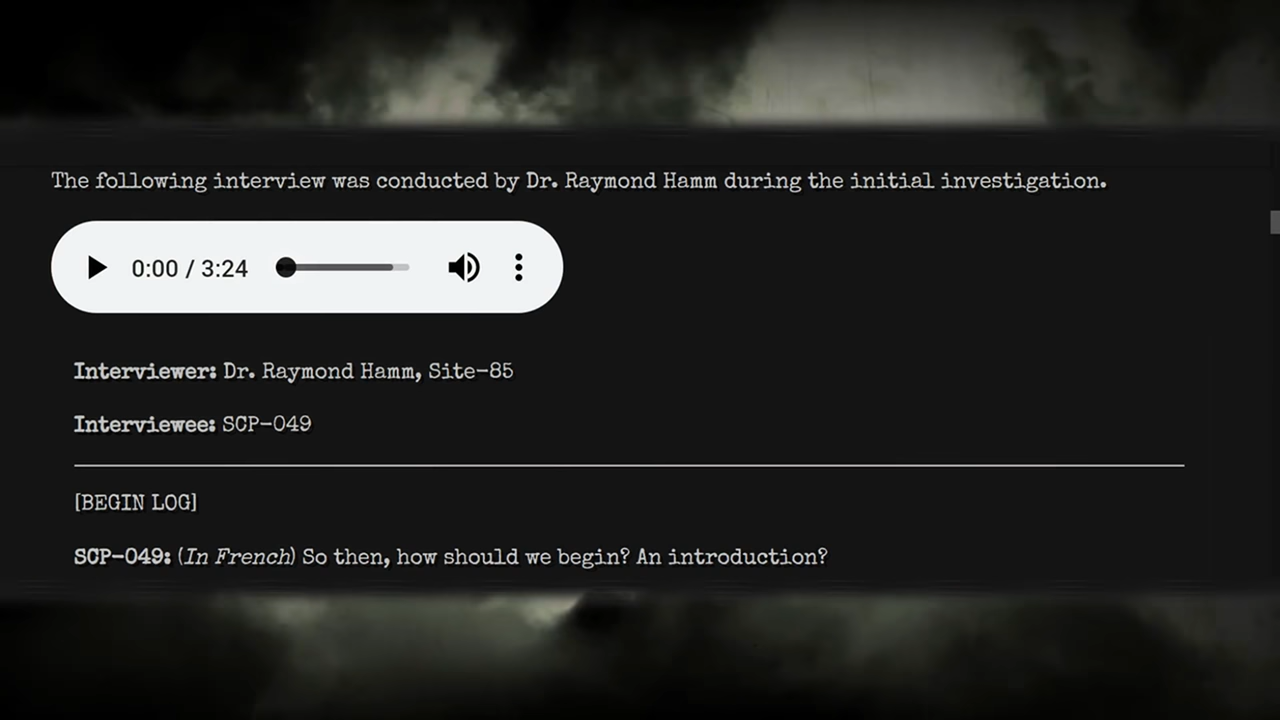 The following interview was conducted by Dr. Raymond Hamm during the initial investigation.
0:00 / 3:24
Interviewer: Dr. Raymond Hamm, Site-85
Interviewee: SCP-049
[BEGIN LOG]
SCP-049: (In French) So then, how should we begin? An introduction?